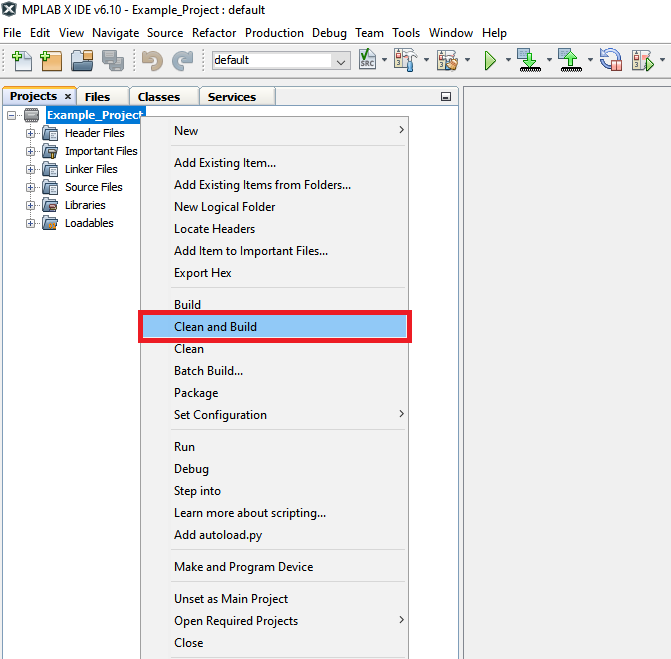 MPLAB X IDE v6.10 - Example_Project : default
File Edit View Navigate Source Refactor Production Debug Team Tools Window Help
default
Projects × Files Classes Services
Example_Project
Header Files
Important Files
Linker Files
Source Files
Libraries
Loadables
New
Add Existing Item...
Add Existing Items from Folders...
New Logical Folder
Locate Headers
Add Item to Important Files...
Export Hex
Build
Clean and Build
Clean
Batch Build...
Package
Set Configuration
Run
Debug
Step into
Learn more about scripting...
Add autoload.py
Make and Program Device
Unset as Main Project
Open Required Projects
Close